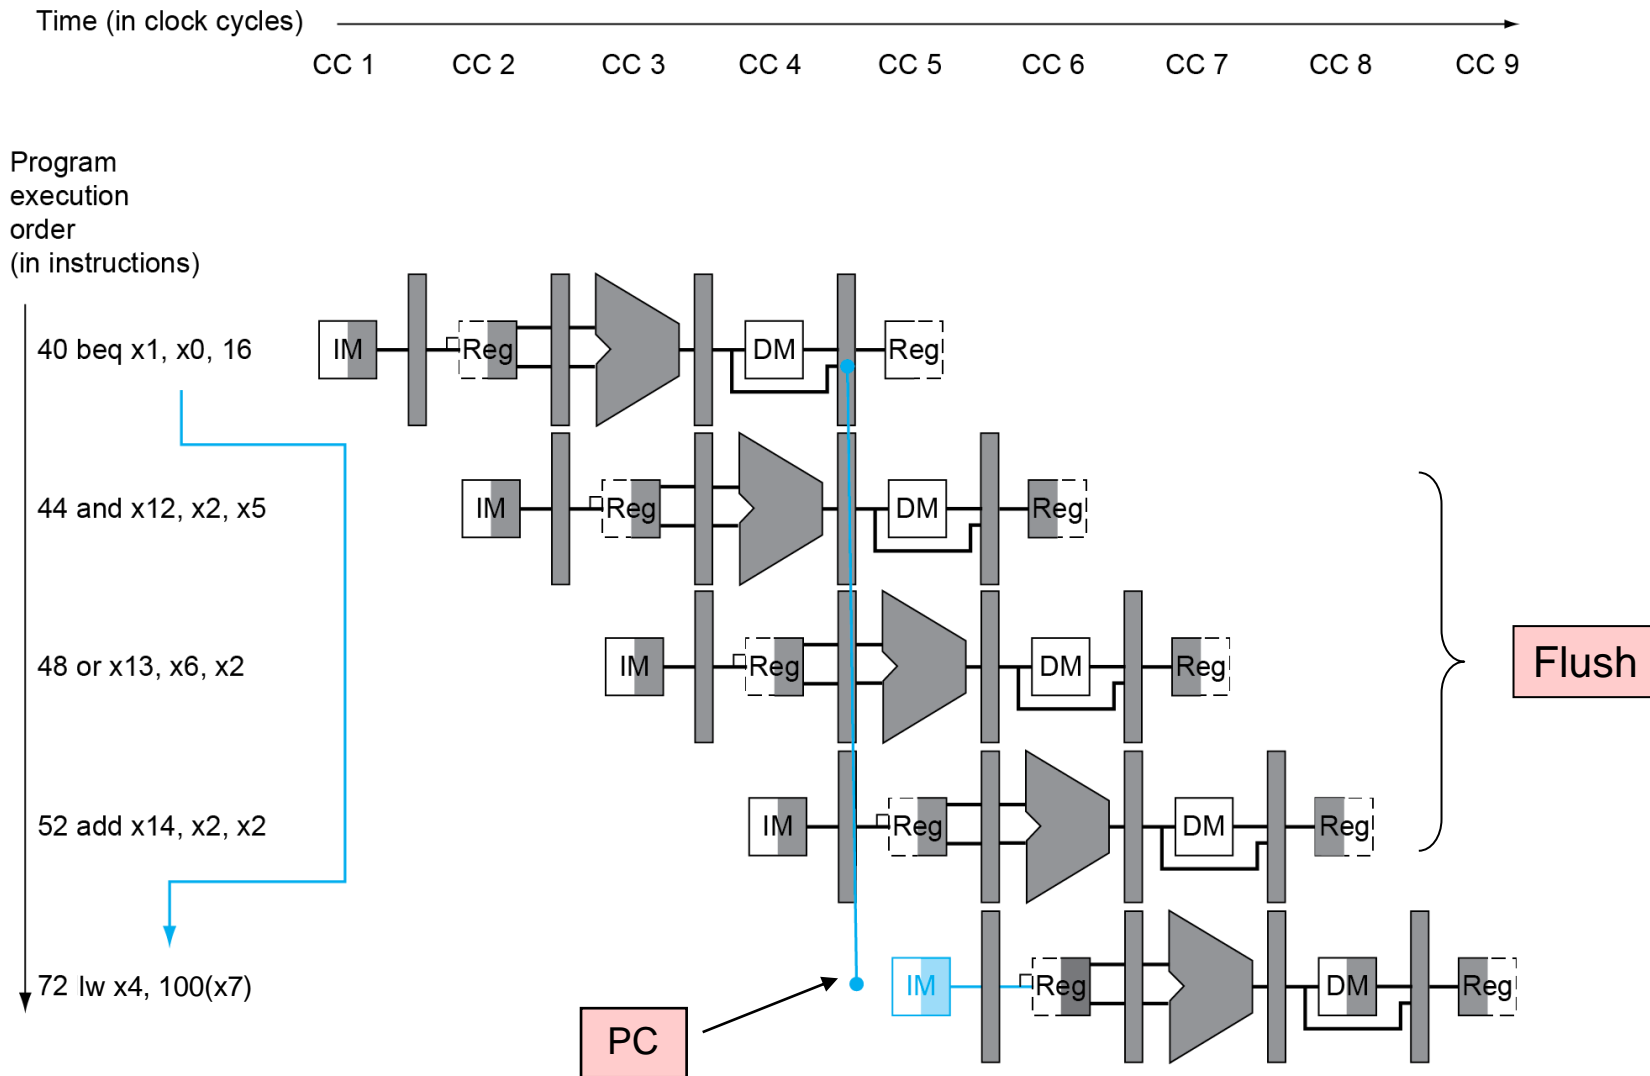 Time (in clock cycles)
CC 1 CC 2 CC 3 CC 4 CC 5 CC 6 CC 7 CC 8 CC 9
Program
execution
order
(in instructions)
40 beq x1, x0, 16
IM Reg DM Reg
44 and x12, x2, x5
IM Reg DM Reg
48 or x13, x6, x2
IM Reg DM Reg
Flush
52 add x14, x2, x2
IM Reg DM Reg
72 lw x4, 100(x7)
IM Reg DM Reg
PC